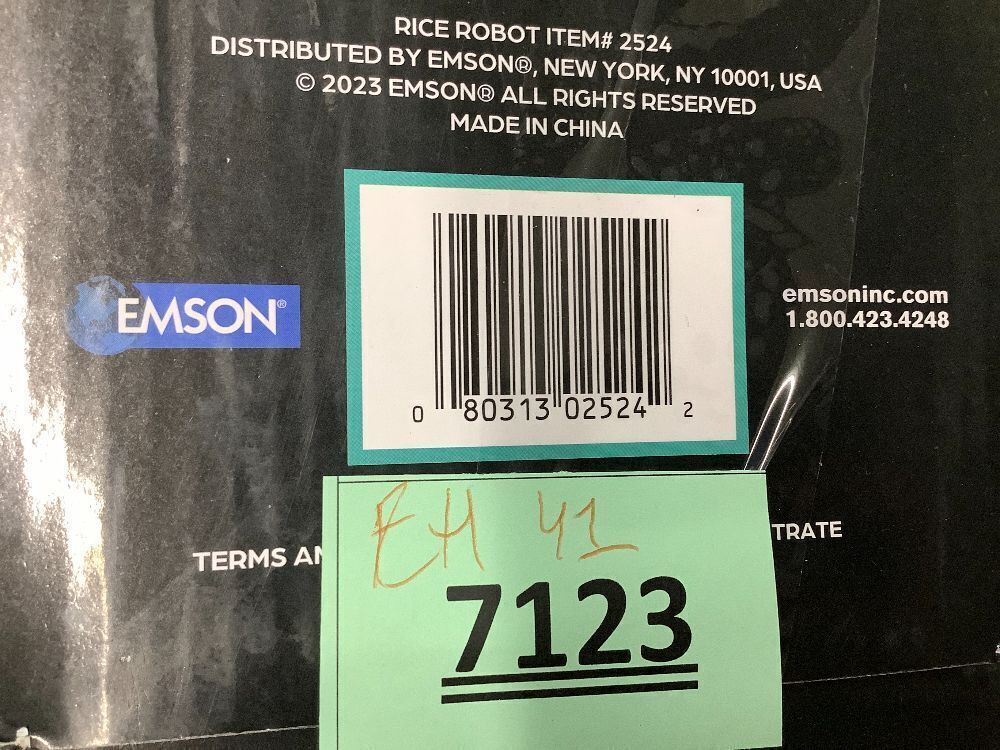 RICE ROBOT ITEM# 2524
DISTRIBUTED BY EMSON®, NEW YORK, NY 10001, USA
© 2023 EMSON® ALL RIGHTS RESERVED
MADE IN CHINA
EMSON®
0 80313 02524 2
emsoninc.com
1.800.423.4248
TERMS AN
TRATE
EH 41
7123